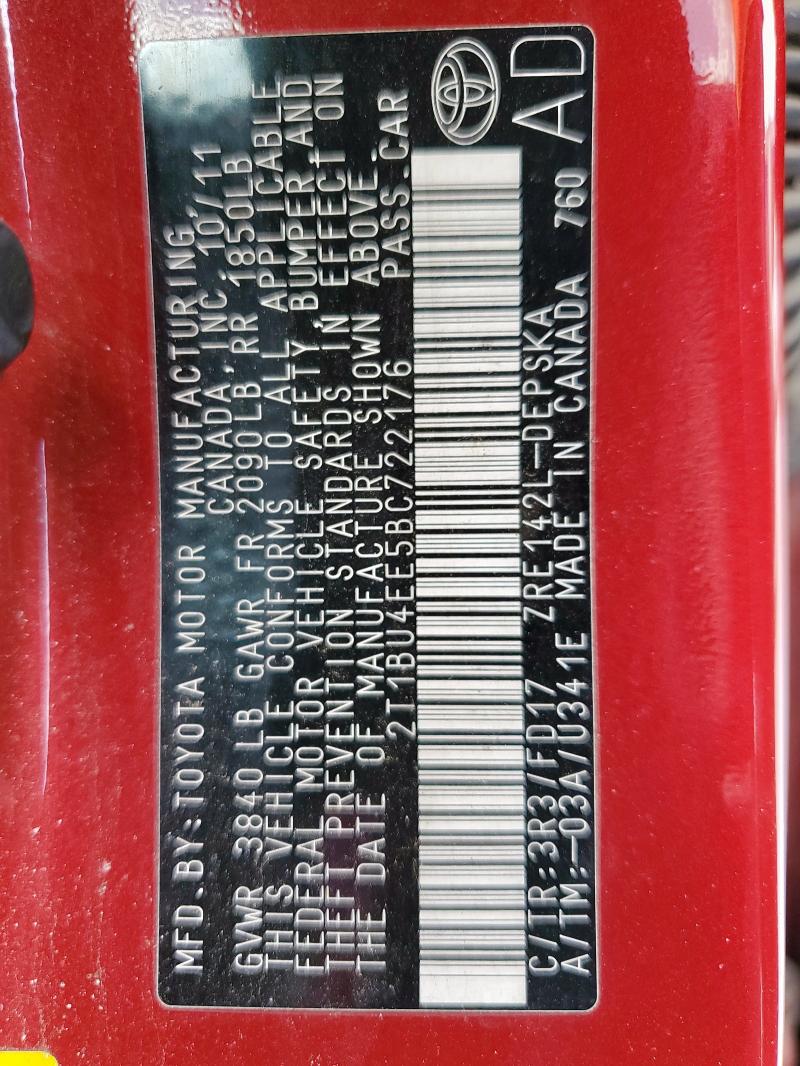 MFD.BY:TOYOTA MOTOR MANUFACTURING,
CANADA, INC. 10/11
GVWR 3840 LB GAWR FR 2090 LB, RR 1850LB
THIS VEHICLE CONFORMS TO ALL APPLICABLE
FEDERAL MOTOR VEHICLE SAFETY, BUMPER AND
THEFT PREVENTION STANDARDS IN EFFECT ON
THE DATE OF MANUFACTURE SHOWN ABOVE.
2T1BU4EE5BC722176 PASS.CAR
C/TR:3R3/FD17 ZRE142L-DEPSKA
A/TM:-03A/U341E MADE IN CANADA 760
AD